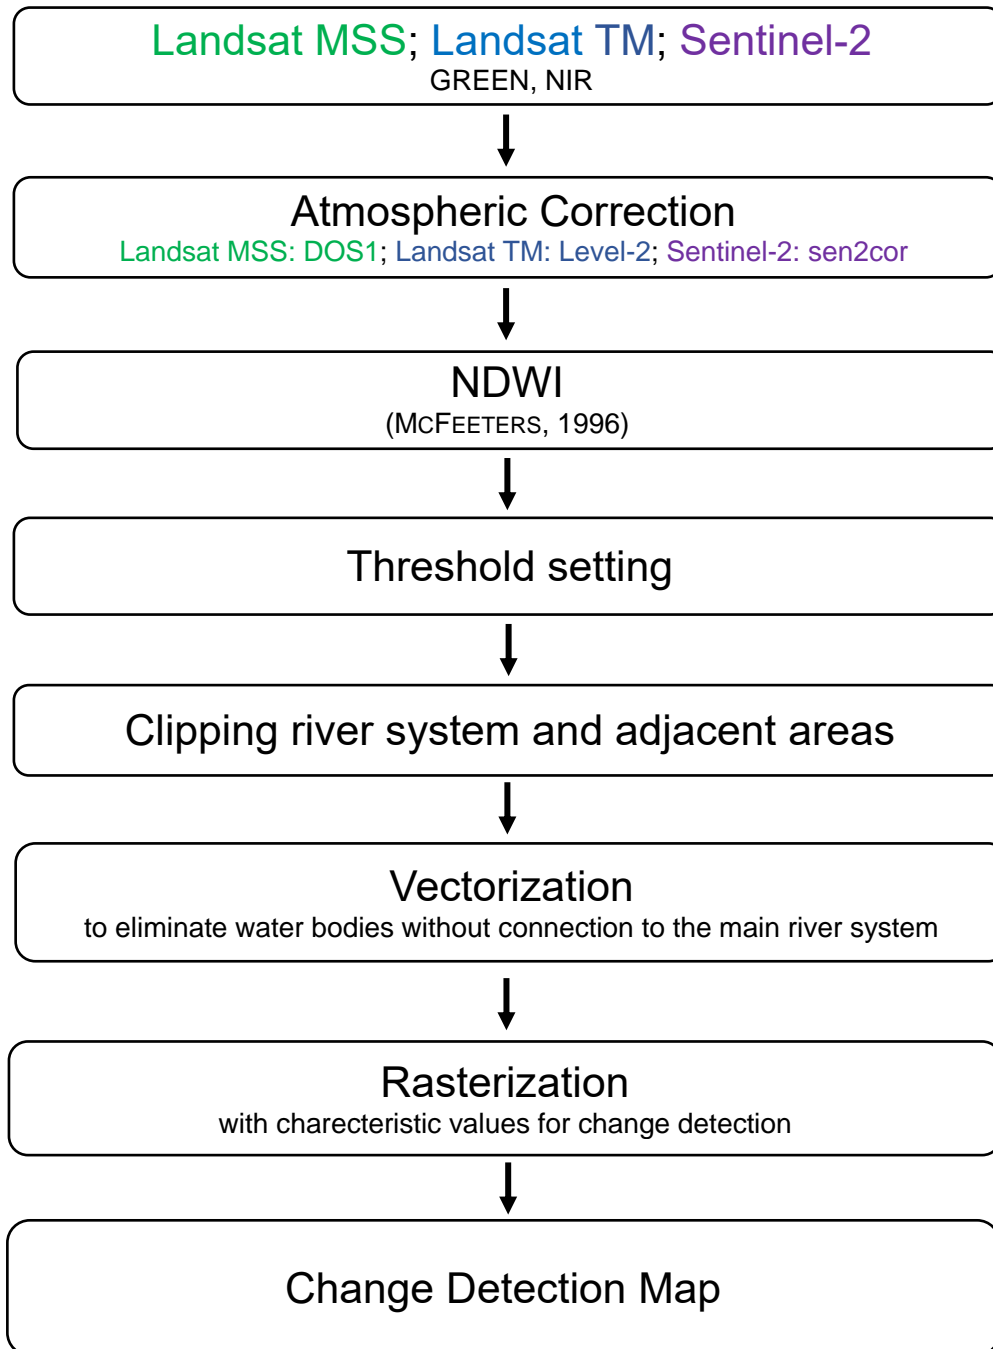 Landsat MSS; Landsat TM; Sentinel-2
GREEN, NIR
Atmospheric Correction
Landsat MSS: DOS1; Landsat TM: Level-2; Sentinel-2: sen2cor
NDWI
(MCFEETERS, 1996)
Threshold setting
Clipping river system and adjacent areas
Vectorization
to eliminate water bodies without connection to the main river system
Rasterization
with charecteristic values for change detection
Change Detection Map